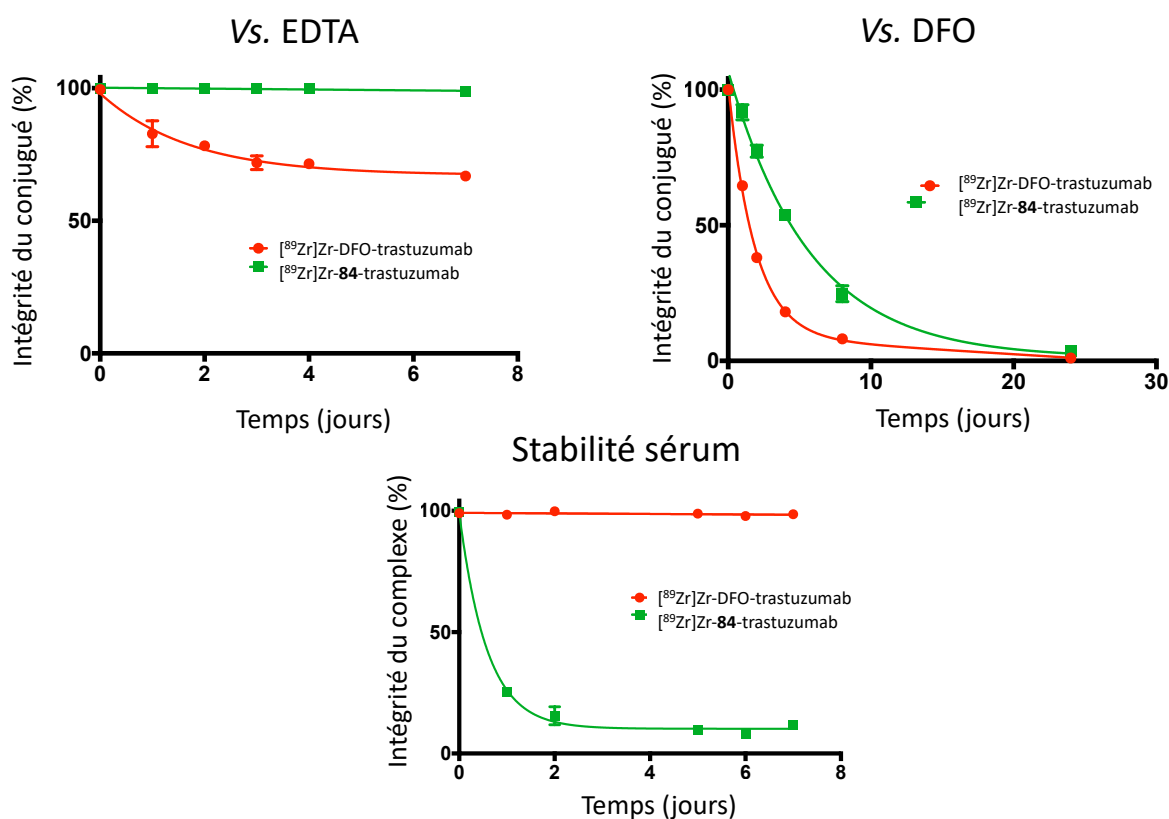 Vs. EDTA
Intégrité du conjugué (%)
100
50
0
[⁸⁹Zr]Zr-DFO-trastuzumab
[⁸⁹Zr]Zr-84-trastuzumab
0 2 4 6 8
Temps (jours)
Vs. DFO
Intégrité du conjugué (%)
100
50
0
[⁸⁹Zr]Zr-DFO-trastuzumab
[⁸⁹Zr]Zr-84-trastuzumab
0 10 20 30
Temps (jours)
Stabilité sérum
Intégrité du complexe (%)
100
50
0
[⁸⁹Zr]Zr-DFO-trastuzumab
[⁸⁹Zr]Zr-84-trastuzumab
0 2 4 6 8
Temps (jours)